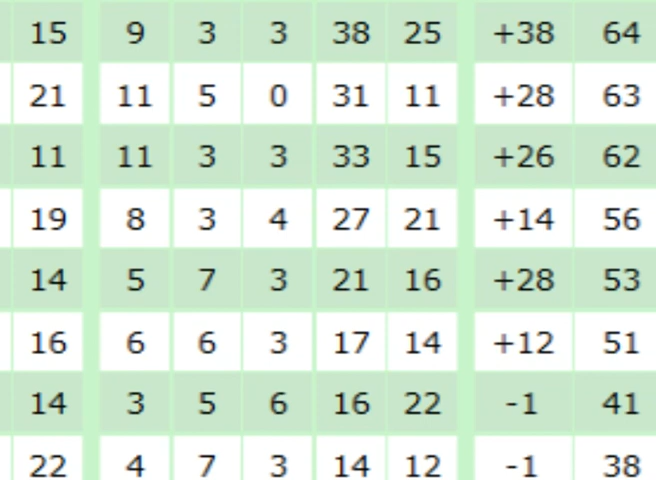 15 9 3 3 38 25 +38 64
21 11 5 0 31 11 +28 63
11 11 3 3 33 15 +26 62
19 8 3 4 27 21 +14 56
14 5 7 3 21 16 +28 53
16 6 6 3 17 14 +12 51
14 3 5 6 16 22 -1 41
22 4 7 3 14 12 -1 38